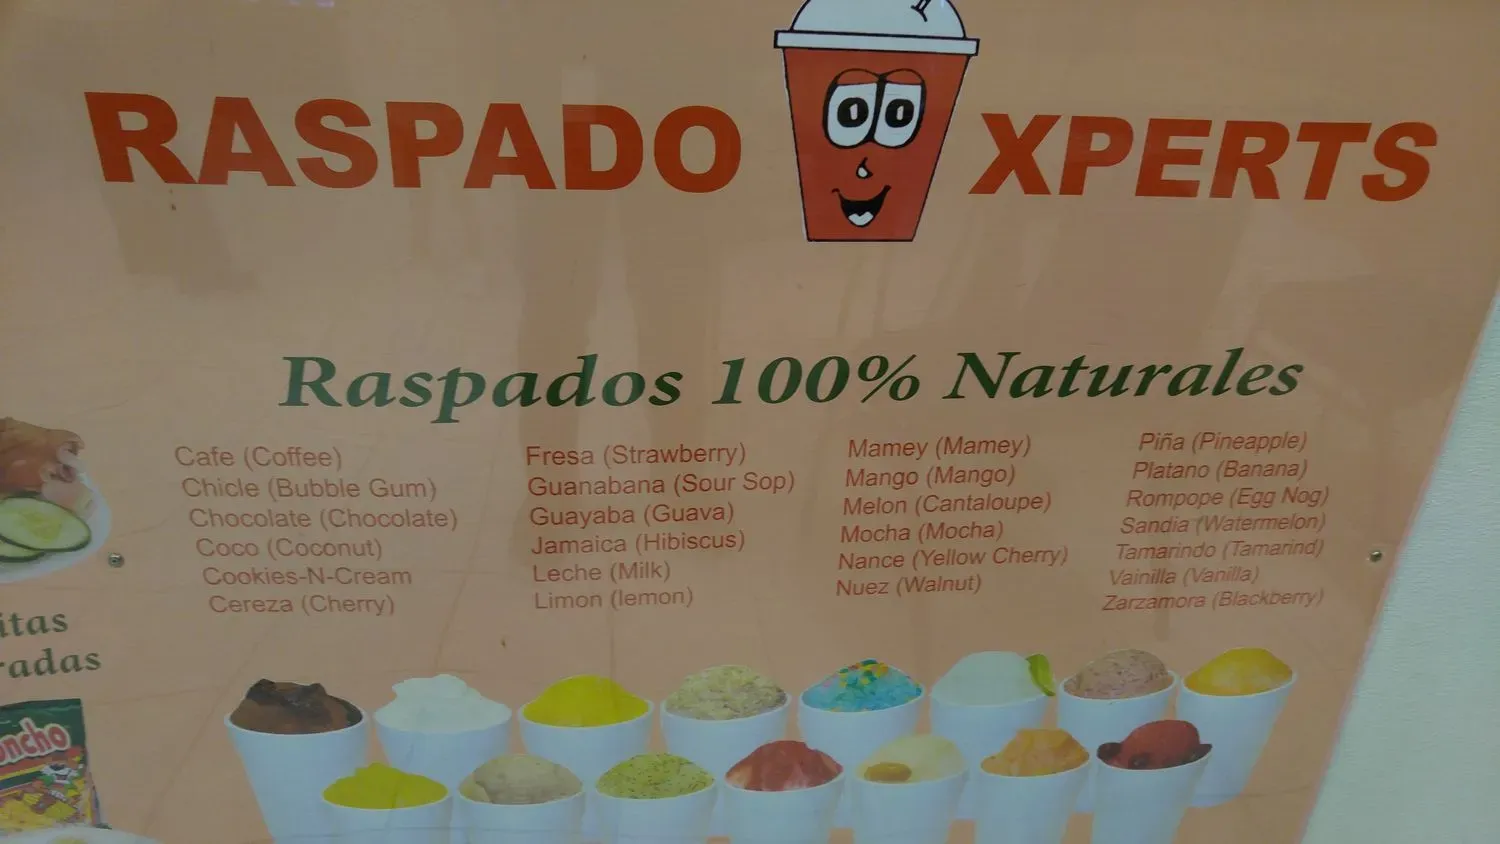 RASPADO XPERTS
Raspados 100% Naturales
Cafe (Coffee)
Chicle (Bubble Gum)
Chocolate (Chocolate)
Coco (Coconut)
Cookies-N-Cream
Cereza (Cherry)
Fresa (Strawberry)
Guanabana (Sour Sop)
Guayaba (Guava)
Jamaica (Hibiscus)
Leche (Milk)
Limon (lemon)
Mamey (Mamey)
Mango (Mango)
Melon (Cantaloupe)
Mocha (Mocha)
Nance (Yellow Cherry)
Nuez (Walnut)
Piña (Pineapple)
Platano (Banana)
Rompope (Egg Nog)
Sandia (Watermelon)
Tamarindo (Tamarind)
Vainilla (Vanilla)
Zarzamora (Blackberry)
itas
radas
oncho